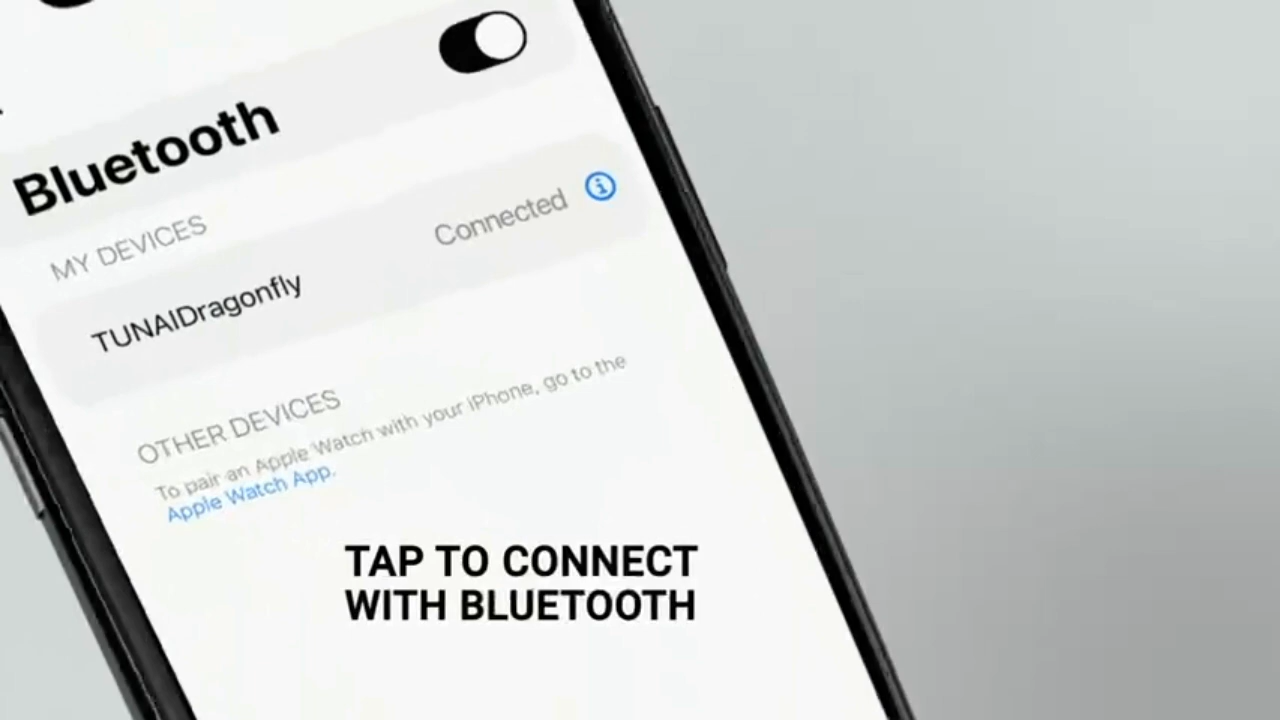 Bluetooth
MY DEVICES
TUNAIDragonfly Connected
OTHER DEVICES
To pair an Apple Watch with your iPhone, go to the
Apple Watch App.
TAP TO CONNECT
WITH BLUETOOTH